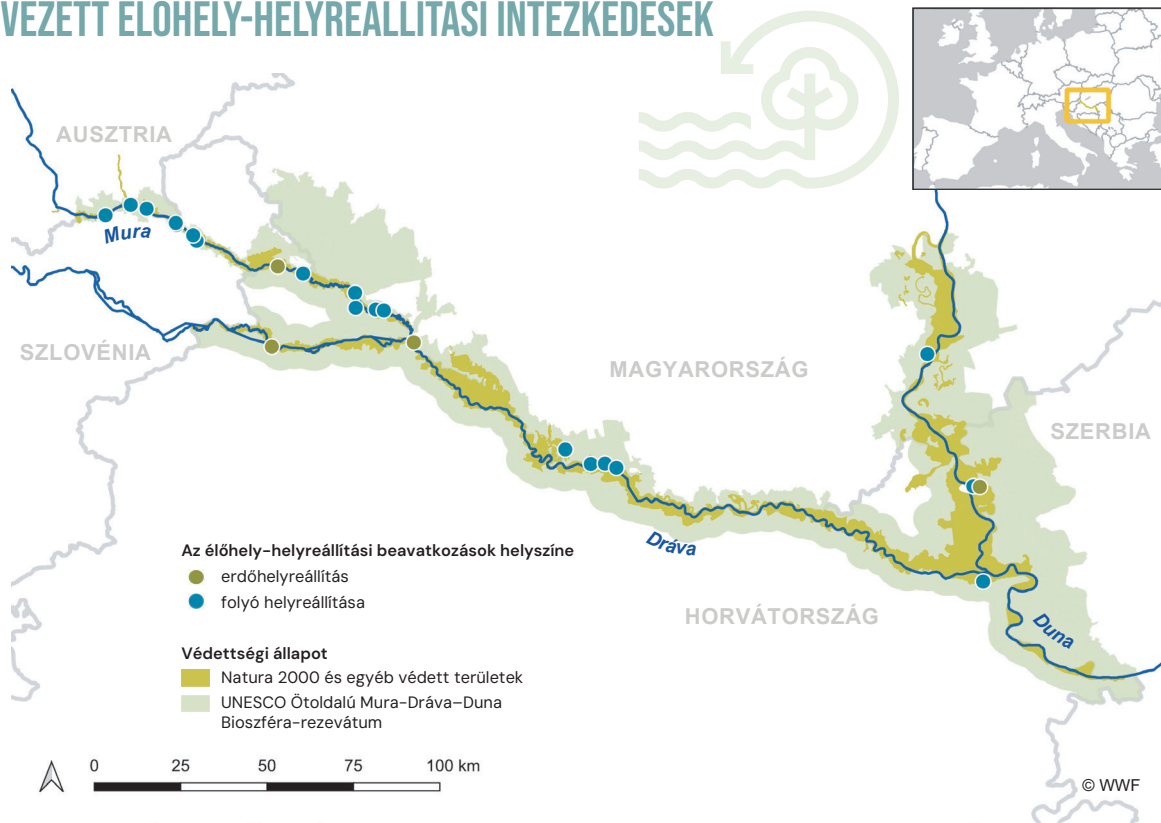 VEZETT ÉLŐHELY-HELYREÁLLÍTÁSI INTÉZKEDÉSEK
AUSZTRIA
Mura
SZLOVÉNIA
MAGYARORSZÁG
SZERBIA
Dráva
HORVÁTORSZÁG
Duna
Az élőhely-helyreállítási beavatkozások helyszíne
erdőhelyreállítás
folyó helyreállítása
Védettségi állapot
Natura 2000 és egyéb védett területek
UNESCO Ötoldalú Mura-Dráva–Duna
Bioszféra-rezevátum
0 25 50 75 100 km
© WWF